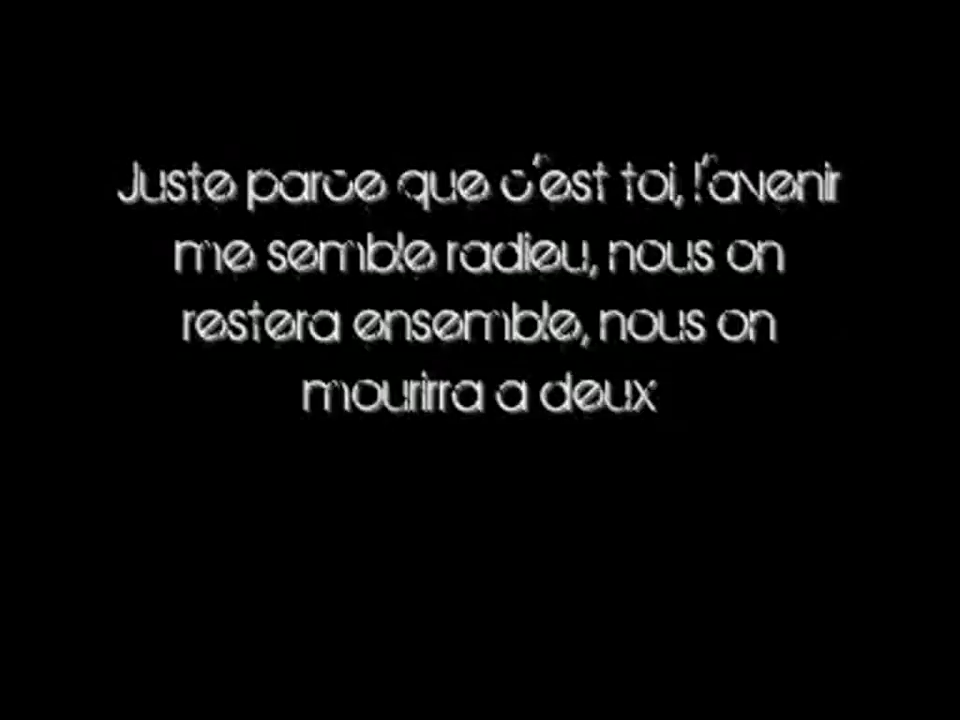 Juste parce que c'est toi, l'avenir
me semble radieu, nous on
restera ensemble, nous on
mourirra a deux